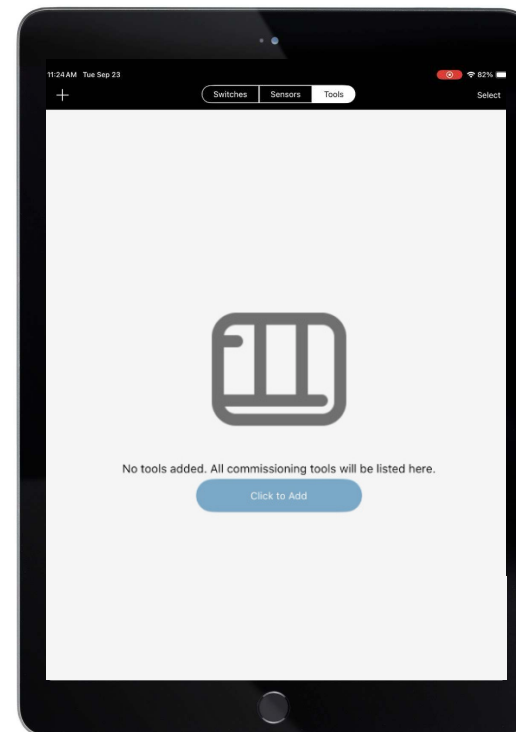 11:24 AM Tue Sep 23
82%
Switches Sensors Tools
Select
No tools added. All commissioning tools will be listed here.
Click to Add